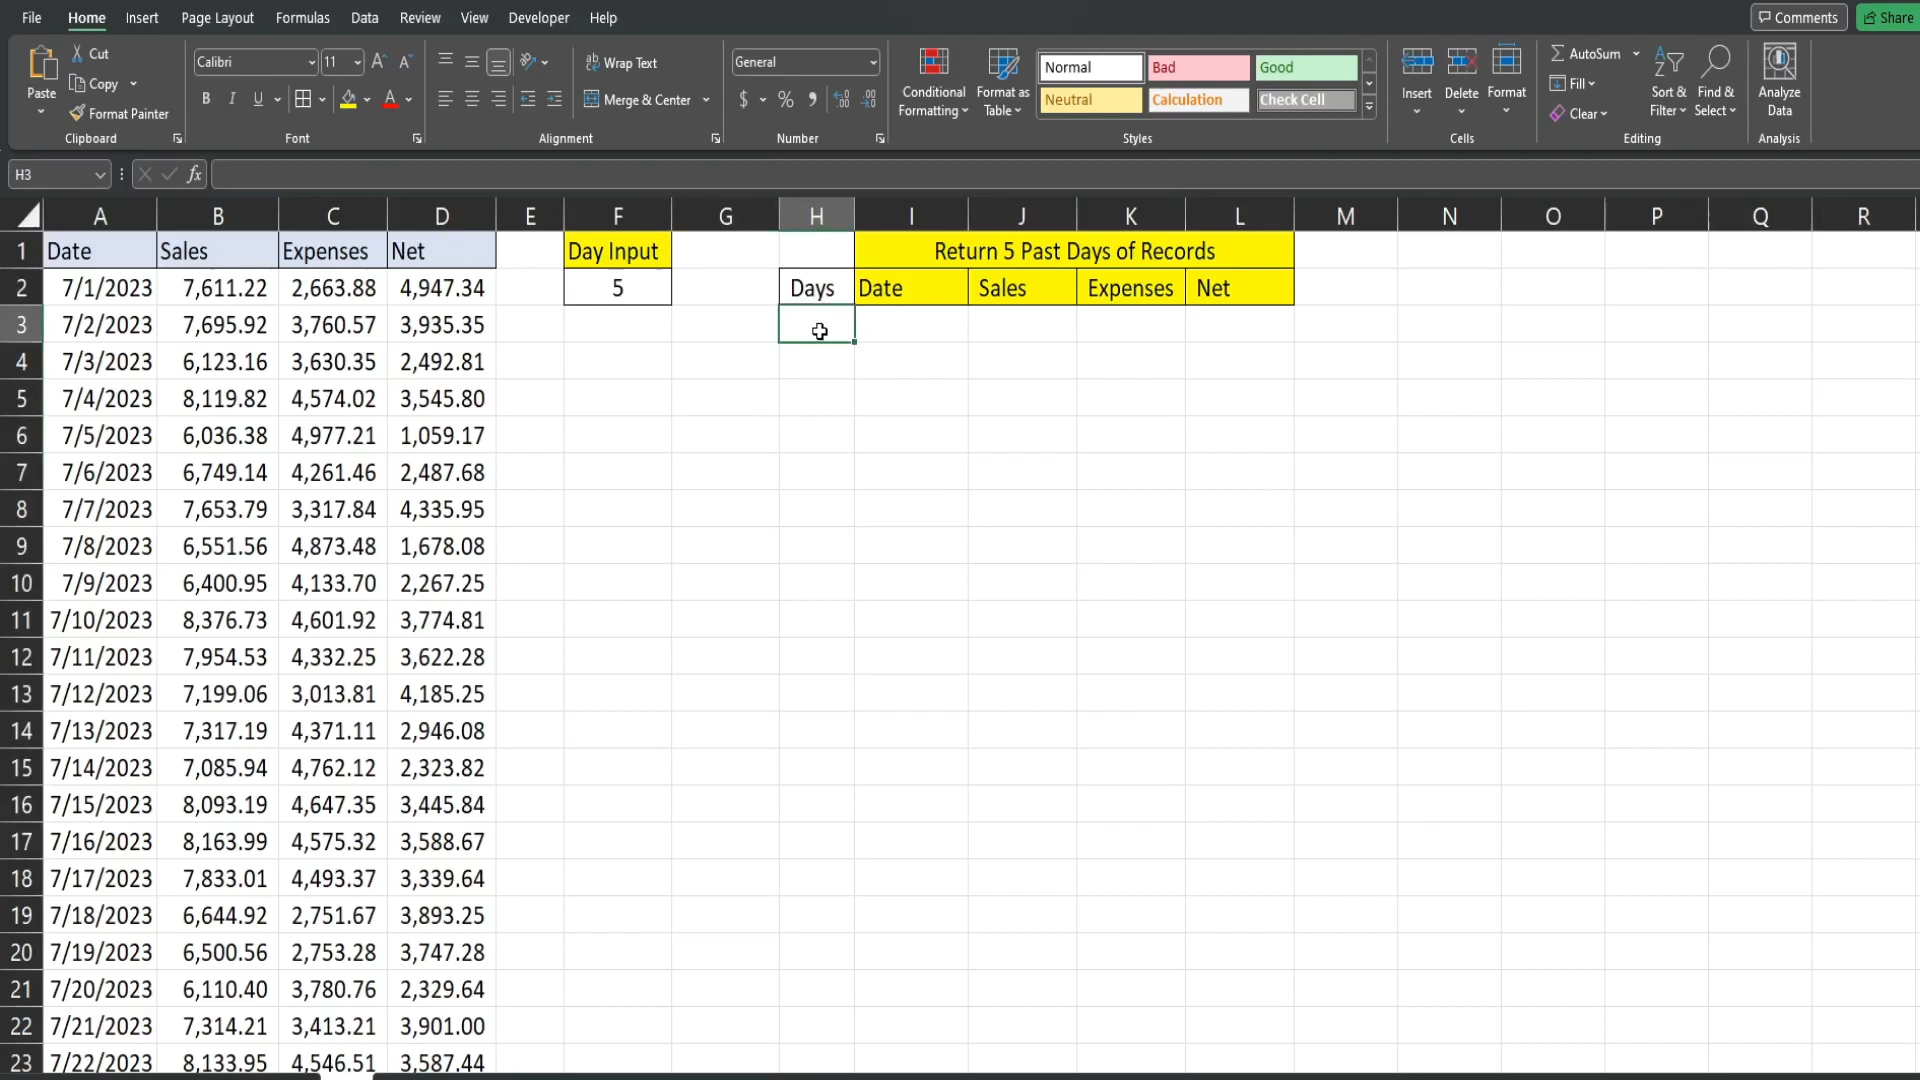 File Home Insert Page Layout Formulas Data Review View Developer Help Comments Share
Paste Cut Copy Format Painter Clipboard
Calibri 11 A A B I U A Font
Wrap Text Merge & Center Alignment
General $ % Number
Conditional Formatting Format as Table
Normal Bad Good
Neutral Calculation Check Cell
Styles
Insert Delete Format Cells
AutoSum Fill Clear Sort & Filter Find & Select Editing
Analyze Data Analysis
H3 fx
A B C D E F G H I J K L M N O P Q R
1 Date Sales Expenses Net Day Input Return 5 Past Days of Records
2 7/1/2023 7,611.22 2,663.88 4,947.34 5 Days Date Sales Expenses Net
3 7/2/2023 7,695.92 3,760.57 3,935.35
4 7/3/2023 6,123.16 3,630.35 2,492.81
5 7/4/2023 8,119.82 4,574.02 3,545.80
6 7/5/2023 6,036.38 4,977.21 1,059.17
7 7/6/2023 6,749.14 4,261.46 2,487.68
8 7/7/2023 7,653.79 3,317.84 4,335.95
9 7/8/2023 6,551.56 4,873.48 1,678.08
10 7/9/2023 6,400.95 4,133.70 2,267.25
11 7/10/2023 8,376.73 4,601.92 3,774.81
12 7/11/2023 7,954.53 4,332.25 3,622.28
13 7/12/2023 7,199.06 3,013.81 4,185.25
14 7/13/2023 7,317.19 4,371.11 2,946.08
15 7/14/2023 7,085.94 4,762.12 2,323.82
16 7/15/2023 8,093.19 4,647.35 3,445.84
17 7/16/2023 8,163.99 4,575.32 3,588.67
18 7/17/2023 7,833.01 4,493.37 3,339.64
19 7/18/2023 6,644.92 2,751.67 3,893.25
20 7/19/2023 6,500.56 2,753.28 3,747.28
21 7/20/2023 6,110.40 3,780.76 2,329.64
22 7/21/2023 7,314.21 3,413.21 3,901.00
23 7/22/2023 8,133.95 4,546.51 3,587.44